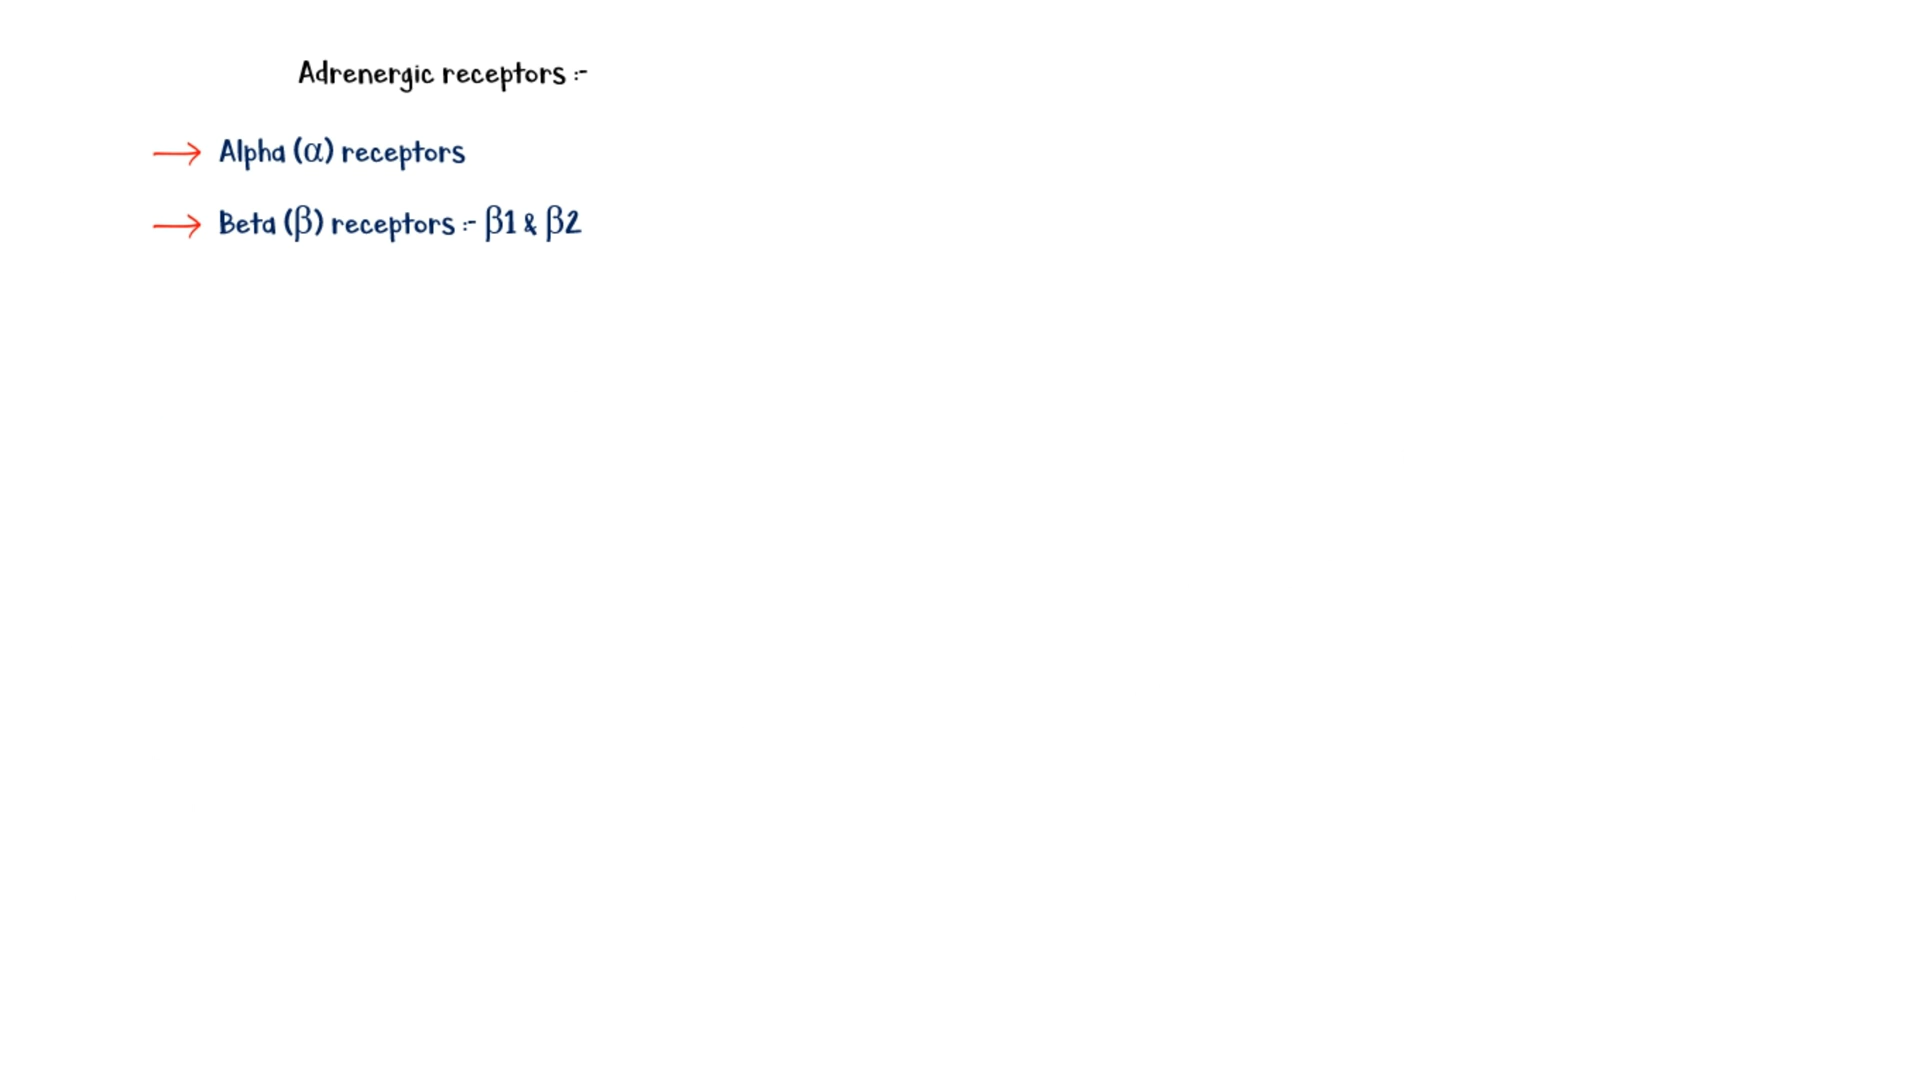 Adrenergic receptors :-
→ Alpha (α) receptors
→ Beta (β) receptors :- β1 & β2